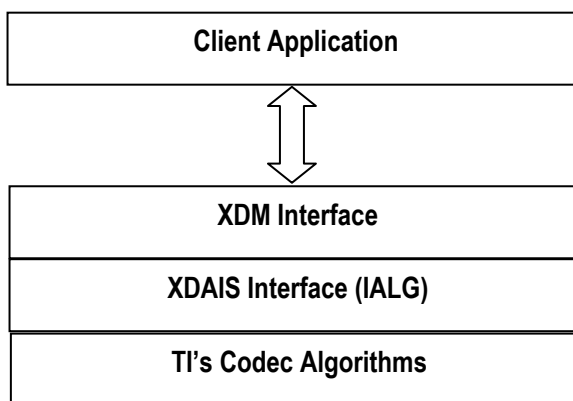 Client Application
XDM Interface
XDAIS Interface (IALG)
TI's Codec Algorithms